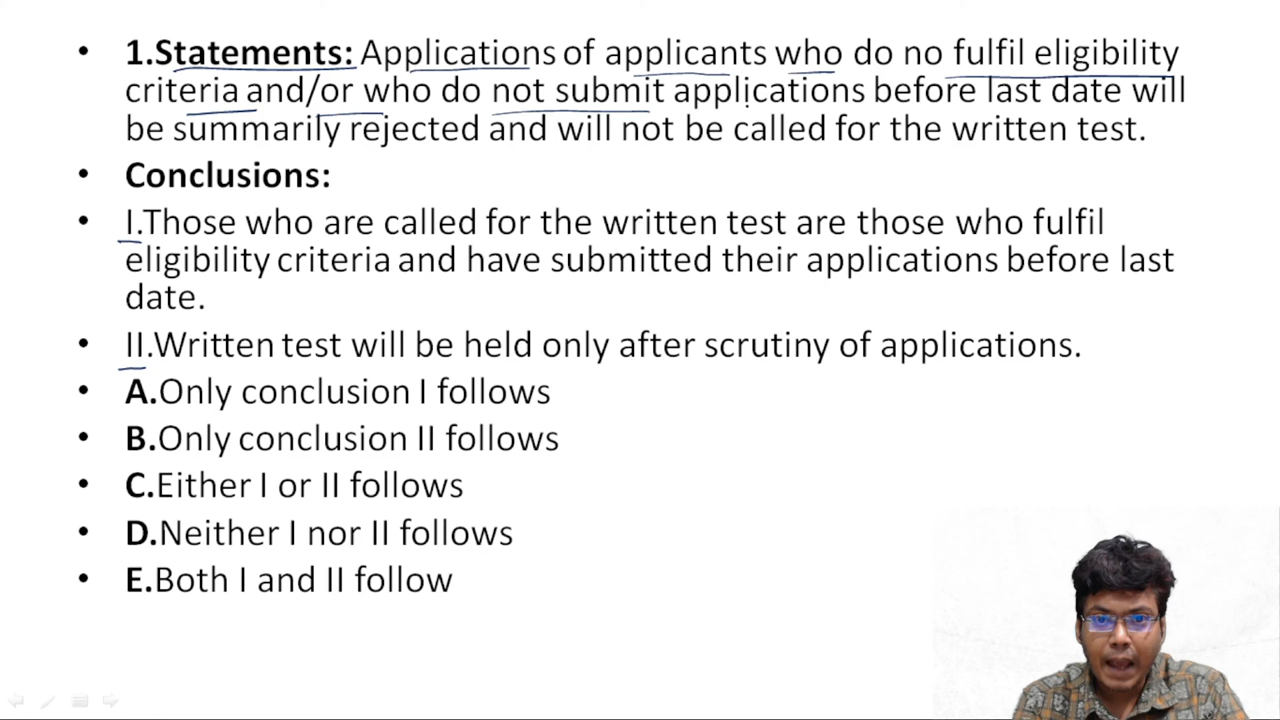 • 1.Statements: Applications of applicants who do no fulfil eligibility
criteria and/or who do not submit applications before last date will
be summarily rejected and will not be called for the written test.
• Conclusions:
• I.Those who are called for the written test are those who fulfil
eligibility criteria and have submitted their applications before last
date.
• II.Written test will be held only after scrutiny of applications.
• A.Only conclusion I follows
• B.Only conclusion II follows
• C.Either I or II follows
• D.Neither I nor II follows
• E.Both I and II follow